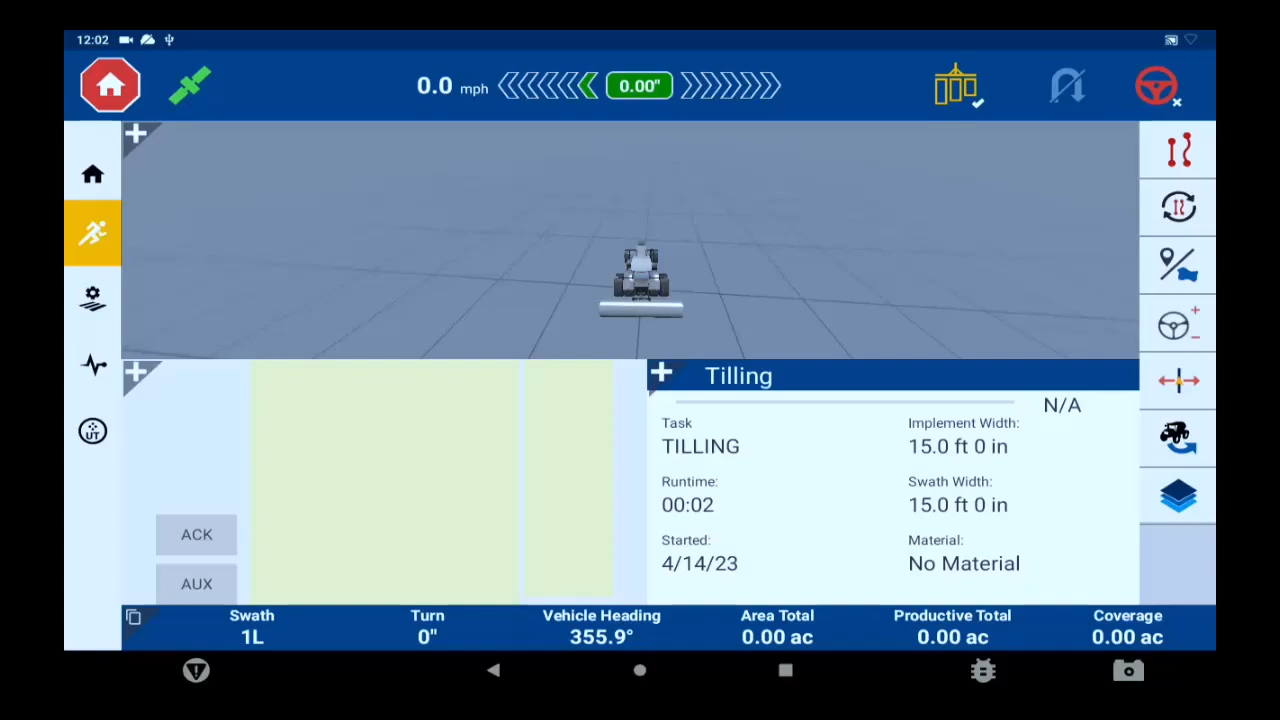 12:02
0.0 mph
0.00"
Tilling
N/A
Task
TILLING
Implement Width:
15.0 ft 0 in
Runtime:
00:02
Swath Width:
15.0 ft 0 in
Started:
4/14/23
Material:
No Material
UT
ACK
AUX
Swath
1L
Turn
0"
Vehicle Heading
355.9°
Area Total
0.00 ac
Productive Total
0.00 ac
Coverage
0.00 ac